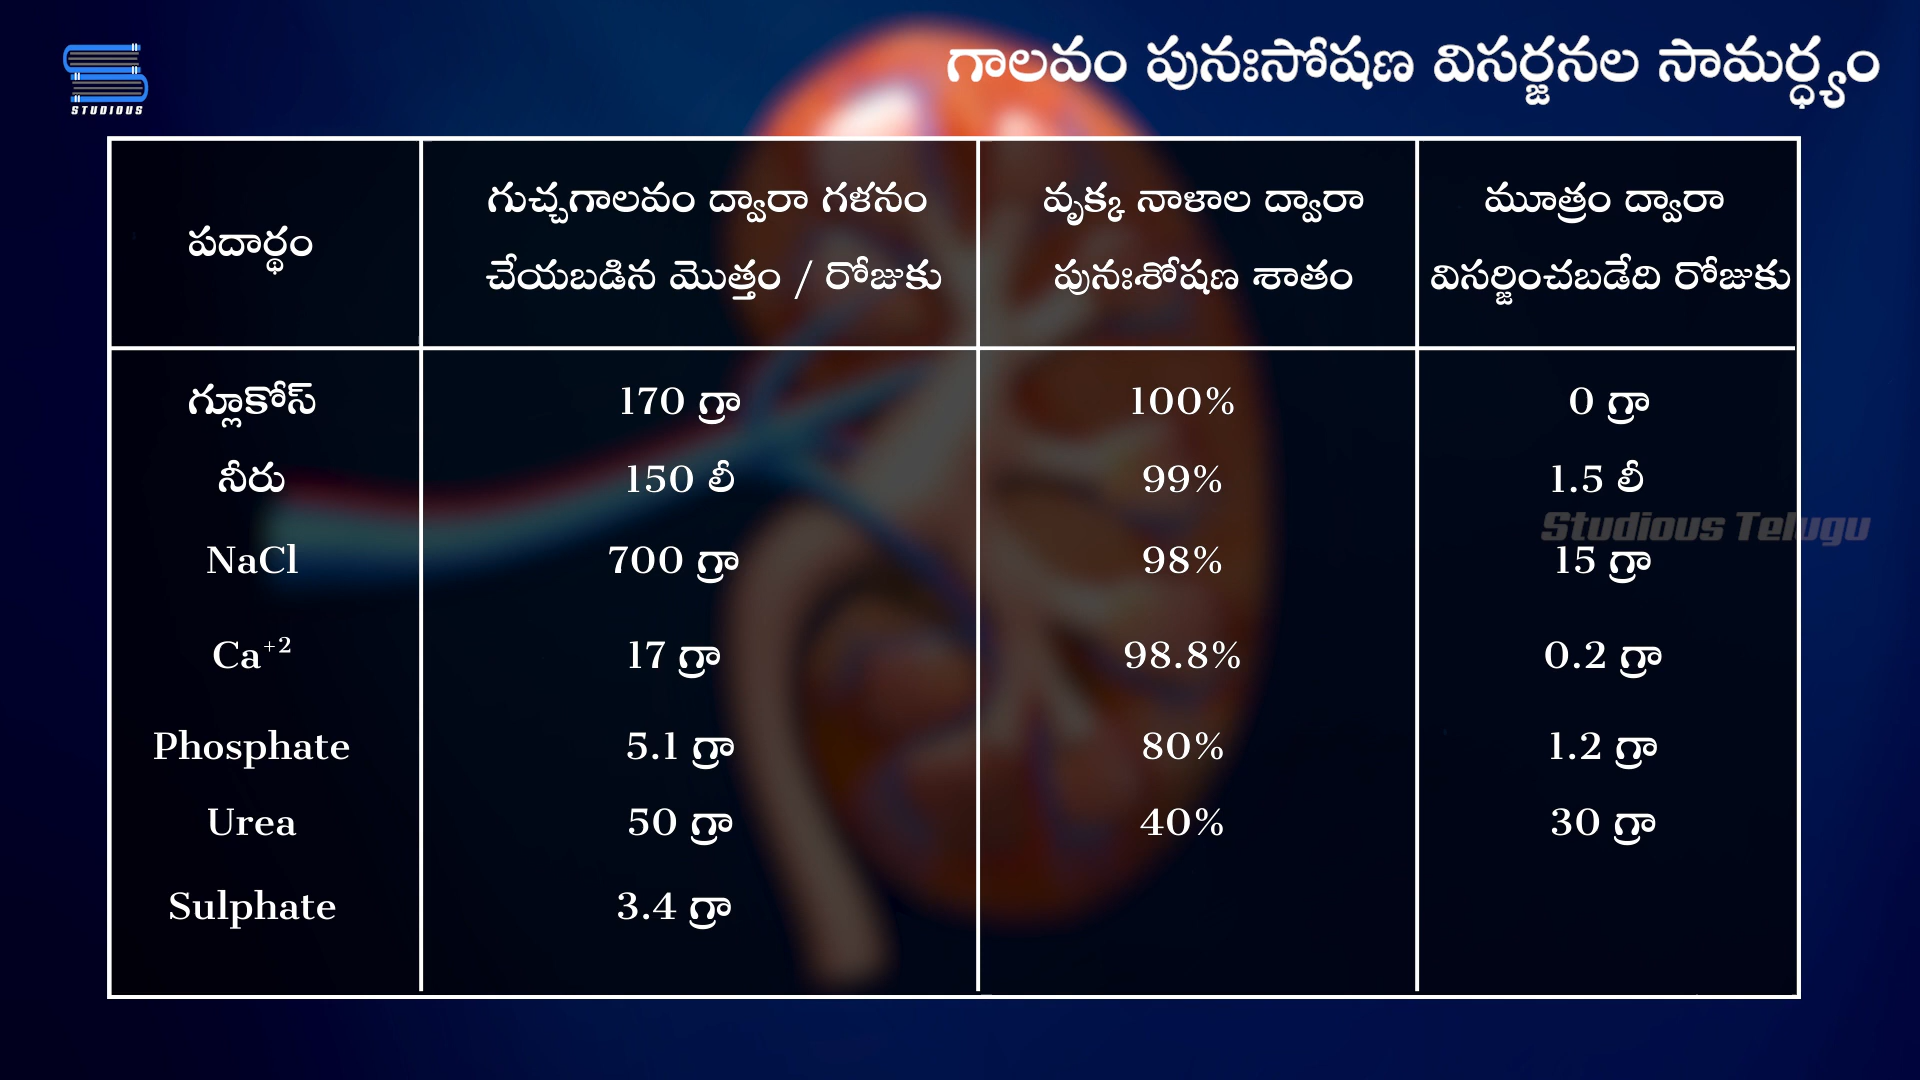 గాలవం పునఃసోషణ విసర్జనల సామర్ధ్యం
STUDIOUS
పదార్థం
గుచ్చగాలవం ద్వారా గళనం
చేయబడిన మొత్తం / రోజుకు
వృక్క నాళాల ద్వారా
పునఃశోషణ శాతం
మూత్రం ద్వారా
విసర్జించబడేది రోజుకు
గ్లూకోస్ 170 గ్రా 100% 0 గ్రా
నీరు 150 లీ 99% 1.5 లీ
Studious Telugu
NaCl 700 గ్రా 98% 15 గ్రా
Ca⁺² 17 గ్రా 98.8% 0.2 గ్రా
Phosphate 5.1 గ్రా 80% 1.2 గ్రా
Urea 50 గ్రా 40% 30 గ్రా
Sulphate 3.4 గ్రా